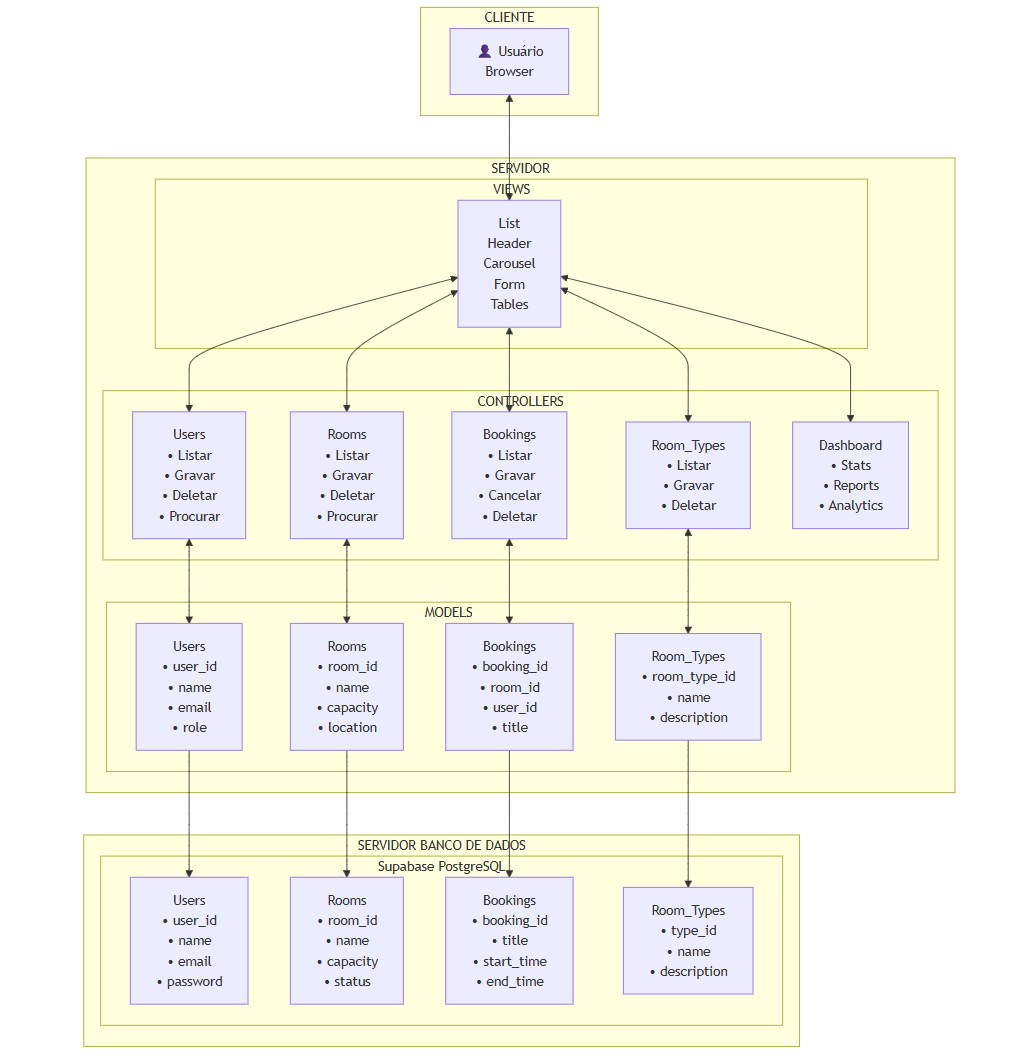 CLIENTE
👤 Usuário
Browser
SERVIDOR
VIEWS
List
Header
Carousel
Form
Tables
CONTROLLERS
Users
• Listar
• Gravar
• Deletar
• Procurar
Rooms
• Listar
• Gravar
• Deletar
• Procurar
Bookings
• Listar
• Gravar
• Cancelar
• Deletar
Room_Types
• Listar
• Gravar
• Deletar
Dashboard
• Stats
• Reports
• Analytics
MODELS
Users
• user_id
• name
• email
• role
Rooms
• room_id
• name
• capacity
• location
Bookings
• booking_id
• room_id
• user_id
• title
Room_Types
• room_type_id
• name
• description
SERVIDOR BANCO DE DADOS
Supabase PostgreSQL
Users
• user_id
• name
• email
• password
Rooms
• room_id
• name
• capacity
• status
Bookings
• booking_id
• title
• start_time
• end_time
Room_Types
• type_id
• name
• description